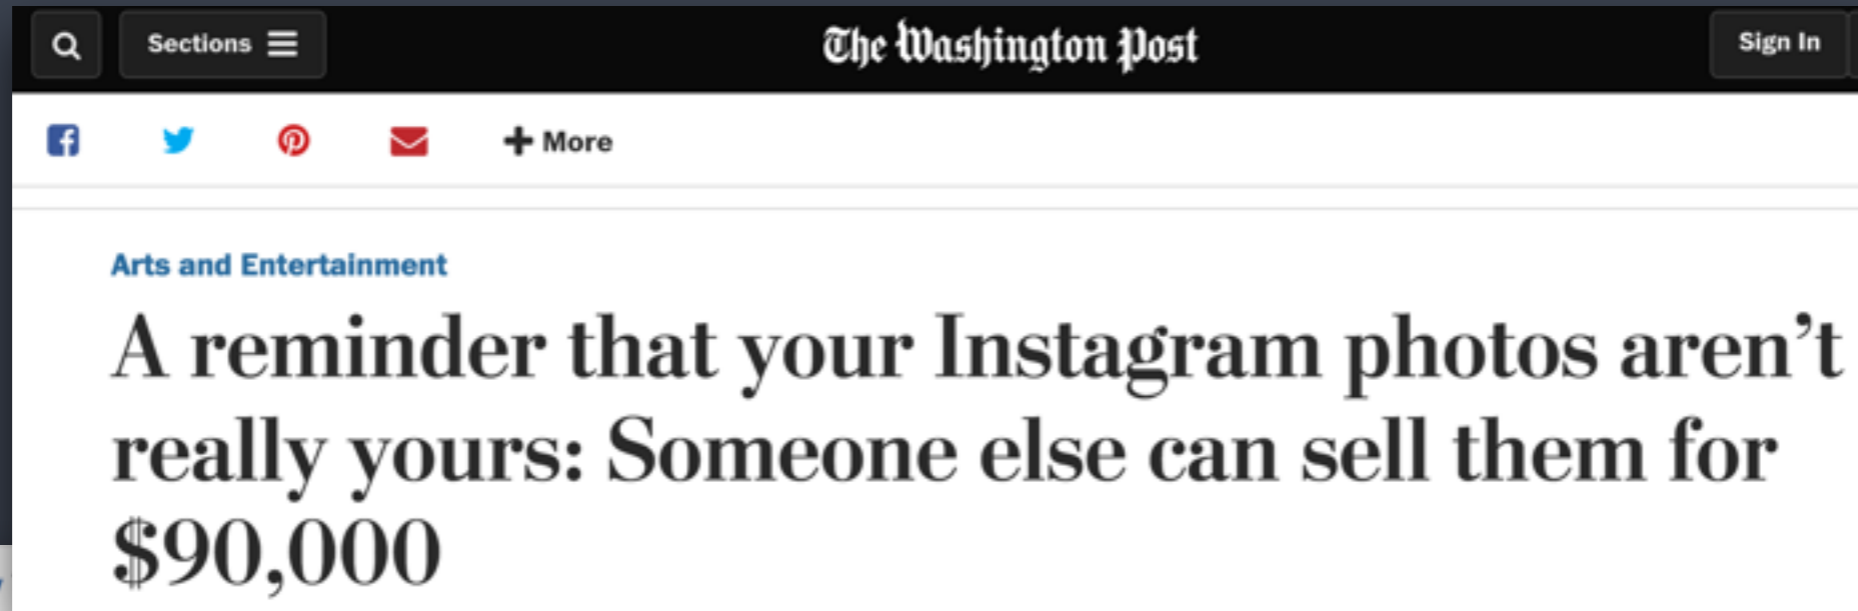 Sections
The Washington Post
Sign In
More
Arts and Entertainment
A reminder that your Instagram photos aren’t
really yours: Someone else can sell them for
$90,000